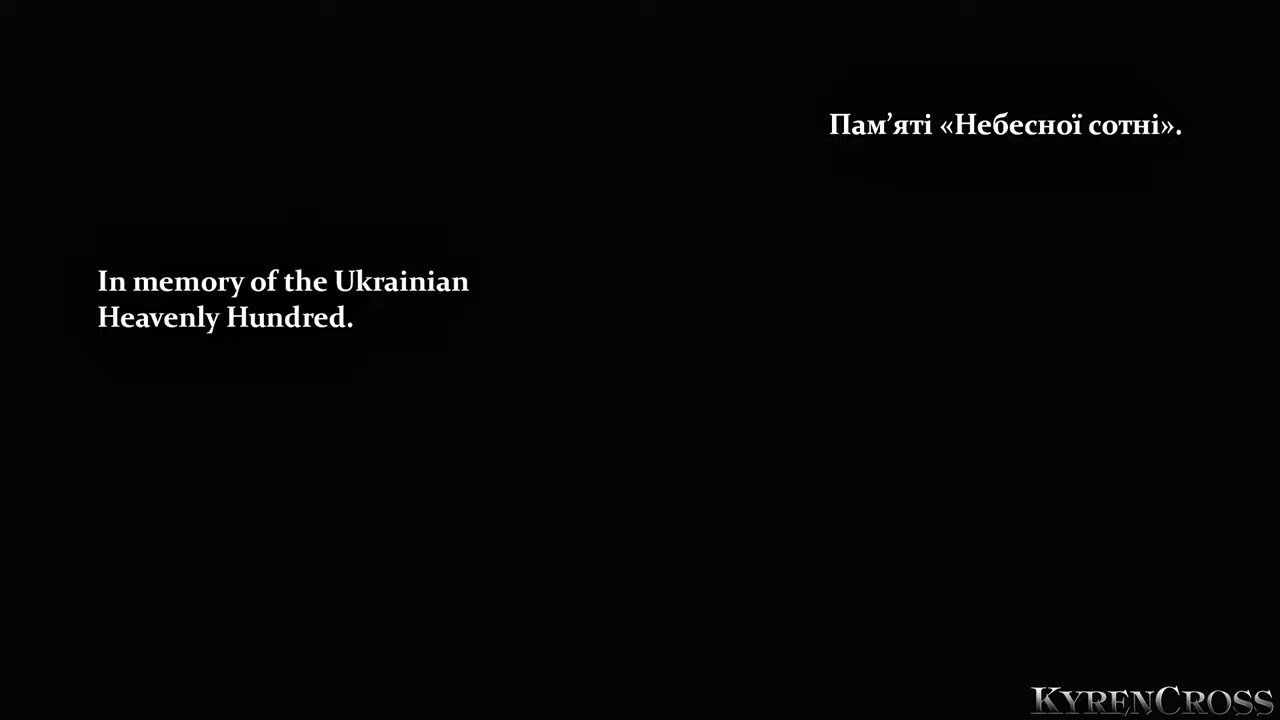 Пам’яті «Небесної сотні».
In memory of the Ukrainian
Heavenly Hundred.
KYRENCROSS